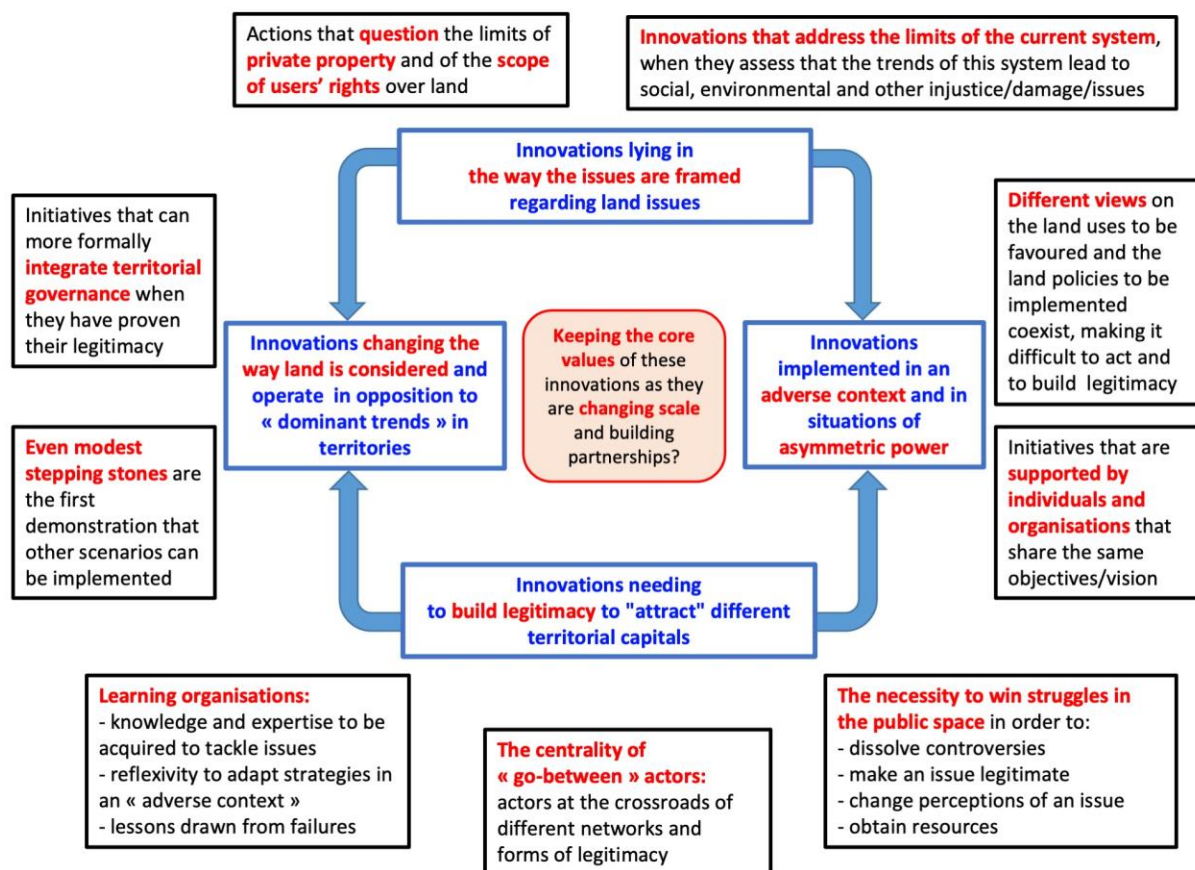 Actions that question the limits of
private property and of the scope
of users’ rights over land
Innovations that address the limits of the current system,
when they assess that the trends of this system lead to
social, environmental and other injustice/damage/issues
Innovations lying in
the way the issues are framed
regarding land issues
Initiatives that can
more formally
integrate territorial
governance when
they have proven
their legitimacy
Different views on
the land uses to be
favoured and the
land policies to be
implemented
coexist, making it
difficult to act and
to build legitimacy
Innovations changing the
way land is considered and
operate in opposition to
« dominant trends » in
territories
Keeping the core
values of these
innovations as they
are changing scale
and building
partnerships?
Innovations
implemented in an
adverse context and in
situations of
asymmetric power
Even modest
stepping stones are
the first
demonstration that
other scenarios can
be implemented
Initiatives that are
supported by
individuals and
organisations that
share the same
objectives/vision
Innovations needing
to build legitimacy to "attract" different
territorial capitals
Learning organisations:
- knowledge and expertise to be
acquired to tackle issues
- reflexivity to adapt strategies in
an « adverse context »
- lessons drawn from failures
The centrality of
« go-between » actors:
actors at the crossroads of
different networks and
forms of legitimacy
The necessity to win struggles in
the public space in order to:
- dissolve controversies
- make an issue legitimate
- change perceptions of an issue
- obtain resources